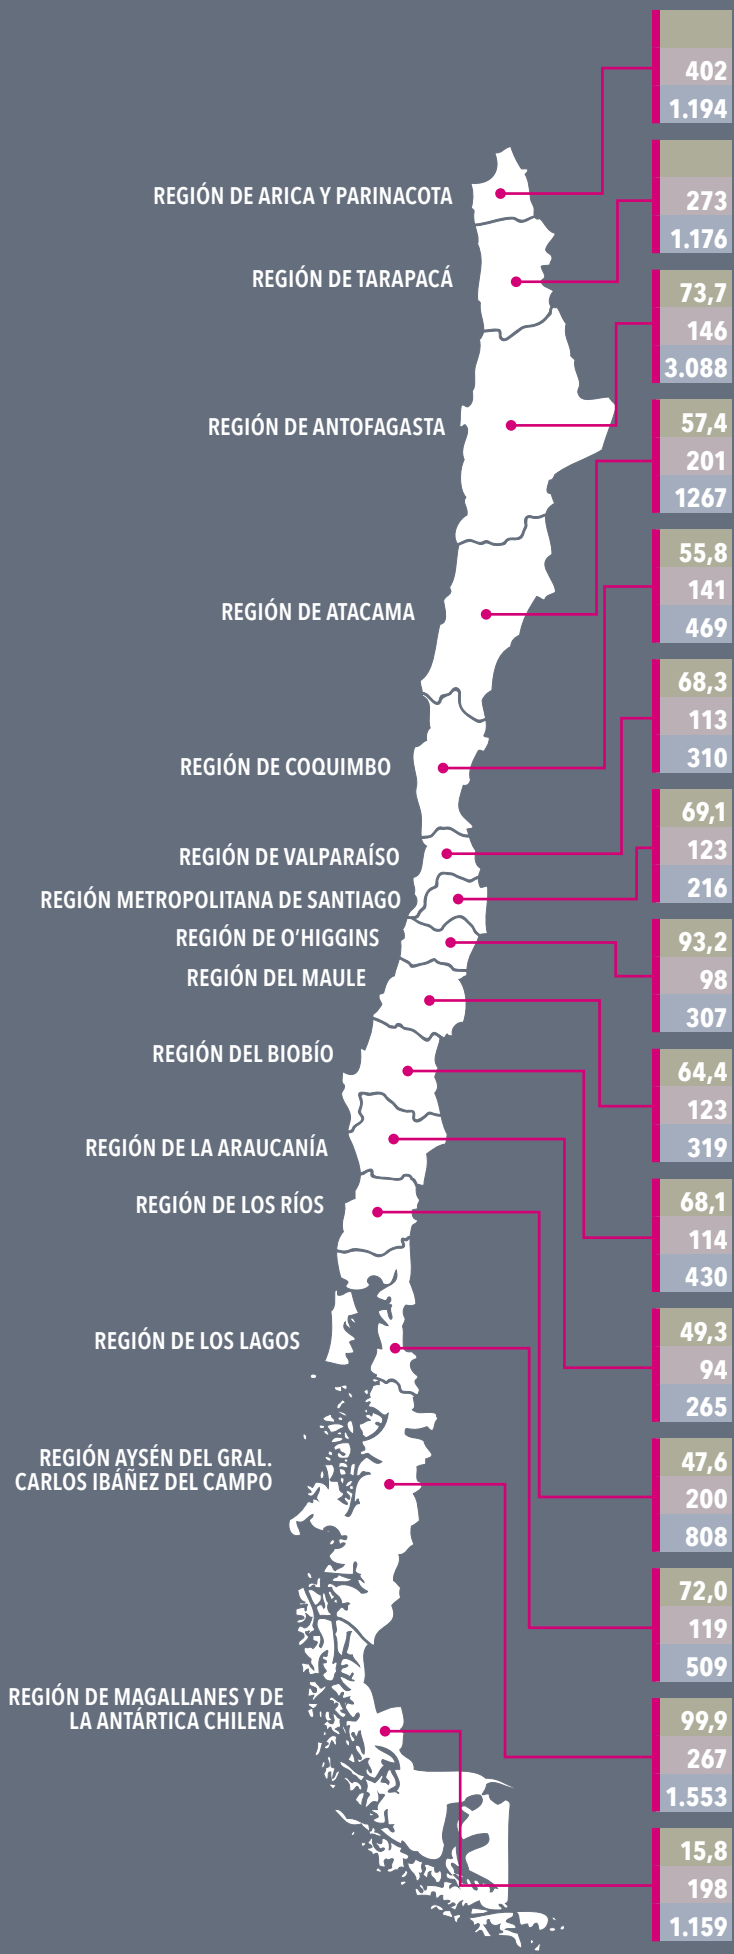 402
1.194
REGIÓN DE ARICA Y PARINACOTA
273
1.176
REGIÓN DE TARAPACÁ
73,7
146
3.088
REGIÓN DE ANTOFAGASTA
57,4
201
1267
55,8
141
469
REGIÓN DE ATACAMA
68,3
113
310
REGIÓN DE COQUIMBO
69,1
123
216
REGIÓN DE VALPARAÍSO
REGIÓN METROPOLITANA DE SANTIAGO
REGIÓN DE O’HIGGINS
93,2
98
307
REGIÓN DEL MAULE
REGIÓN DEL BIOBÍO
64,4
123
319
REGIÓN DE LA ARAUCANÍA
REGIÓN DE LOS RÍOS
68,1
114
430
REGIÓN DE LOS LAGOS
49,3
94
265
REGIÓN AYSÉN DEL GRAL.
CARLOS IBÁÑEZ DEL CAMPO
47,6
200
808
72,0
119
509
REGIÓN DE MAGALLANES Y DE
LA ANTÁRTICA CHILENA
99,9
267
1.553
15,8
198
1.159